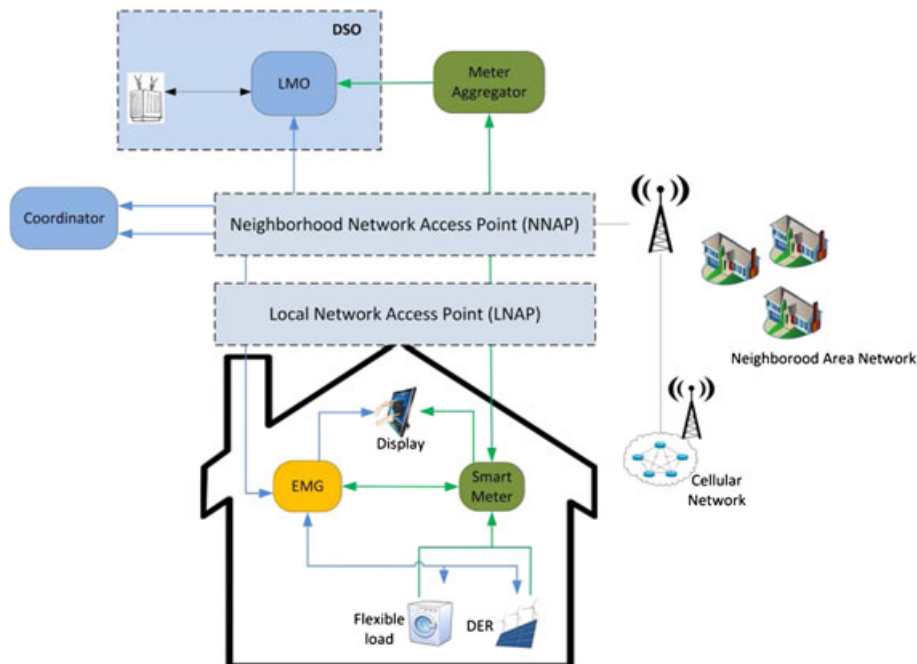 DSO
LMO
Meter
Aggregator
Coordinator
Neighborhood Network Access Point (NNAP)
Local Network Access Point (LNAP)
Neighborood Area Network
Display
EMG
Smart
Meter
Cellular
Network
Flexible
load
DER